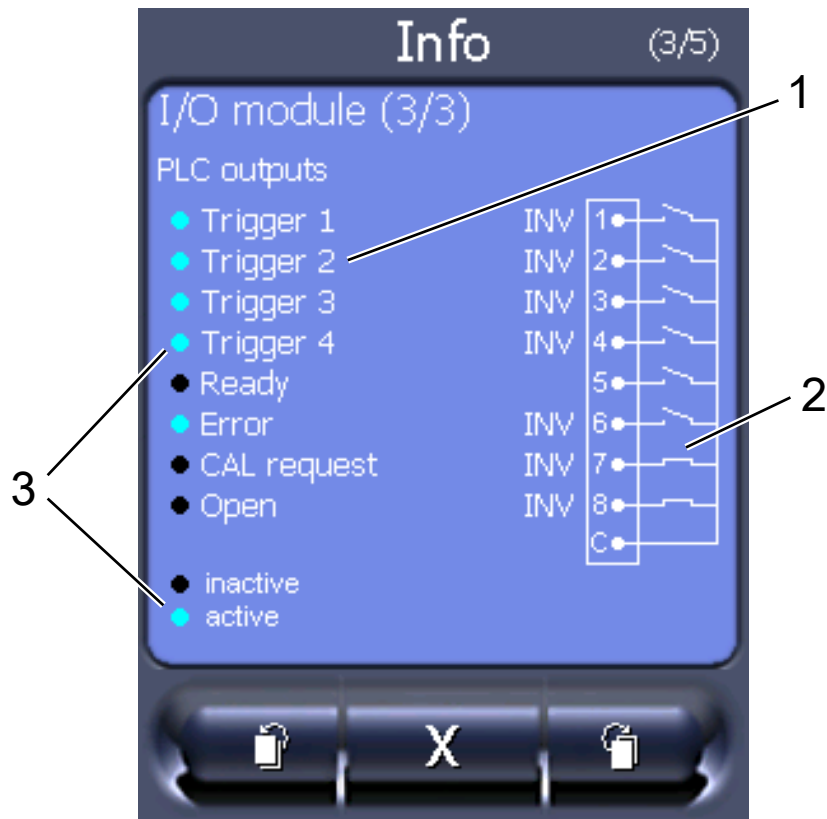 Info (3/5)
I/O module (3/3)
1
PLC outputs
Trigger 1 INV 1
Trigger 2 INV 2
Trigger 3 INV 3
Trigger 4 INV 4
Ready 5
2
Error INV 6
CAL request INV 7
3
Open INV 8
C
inactive
active
X